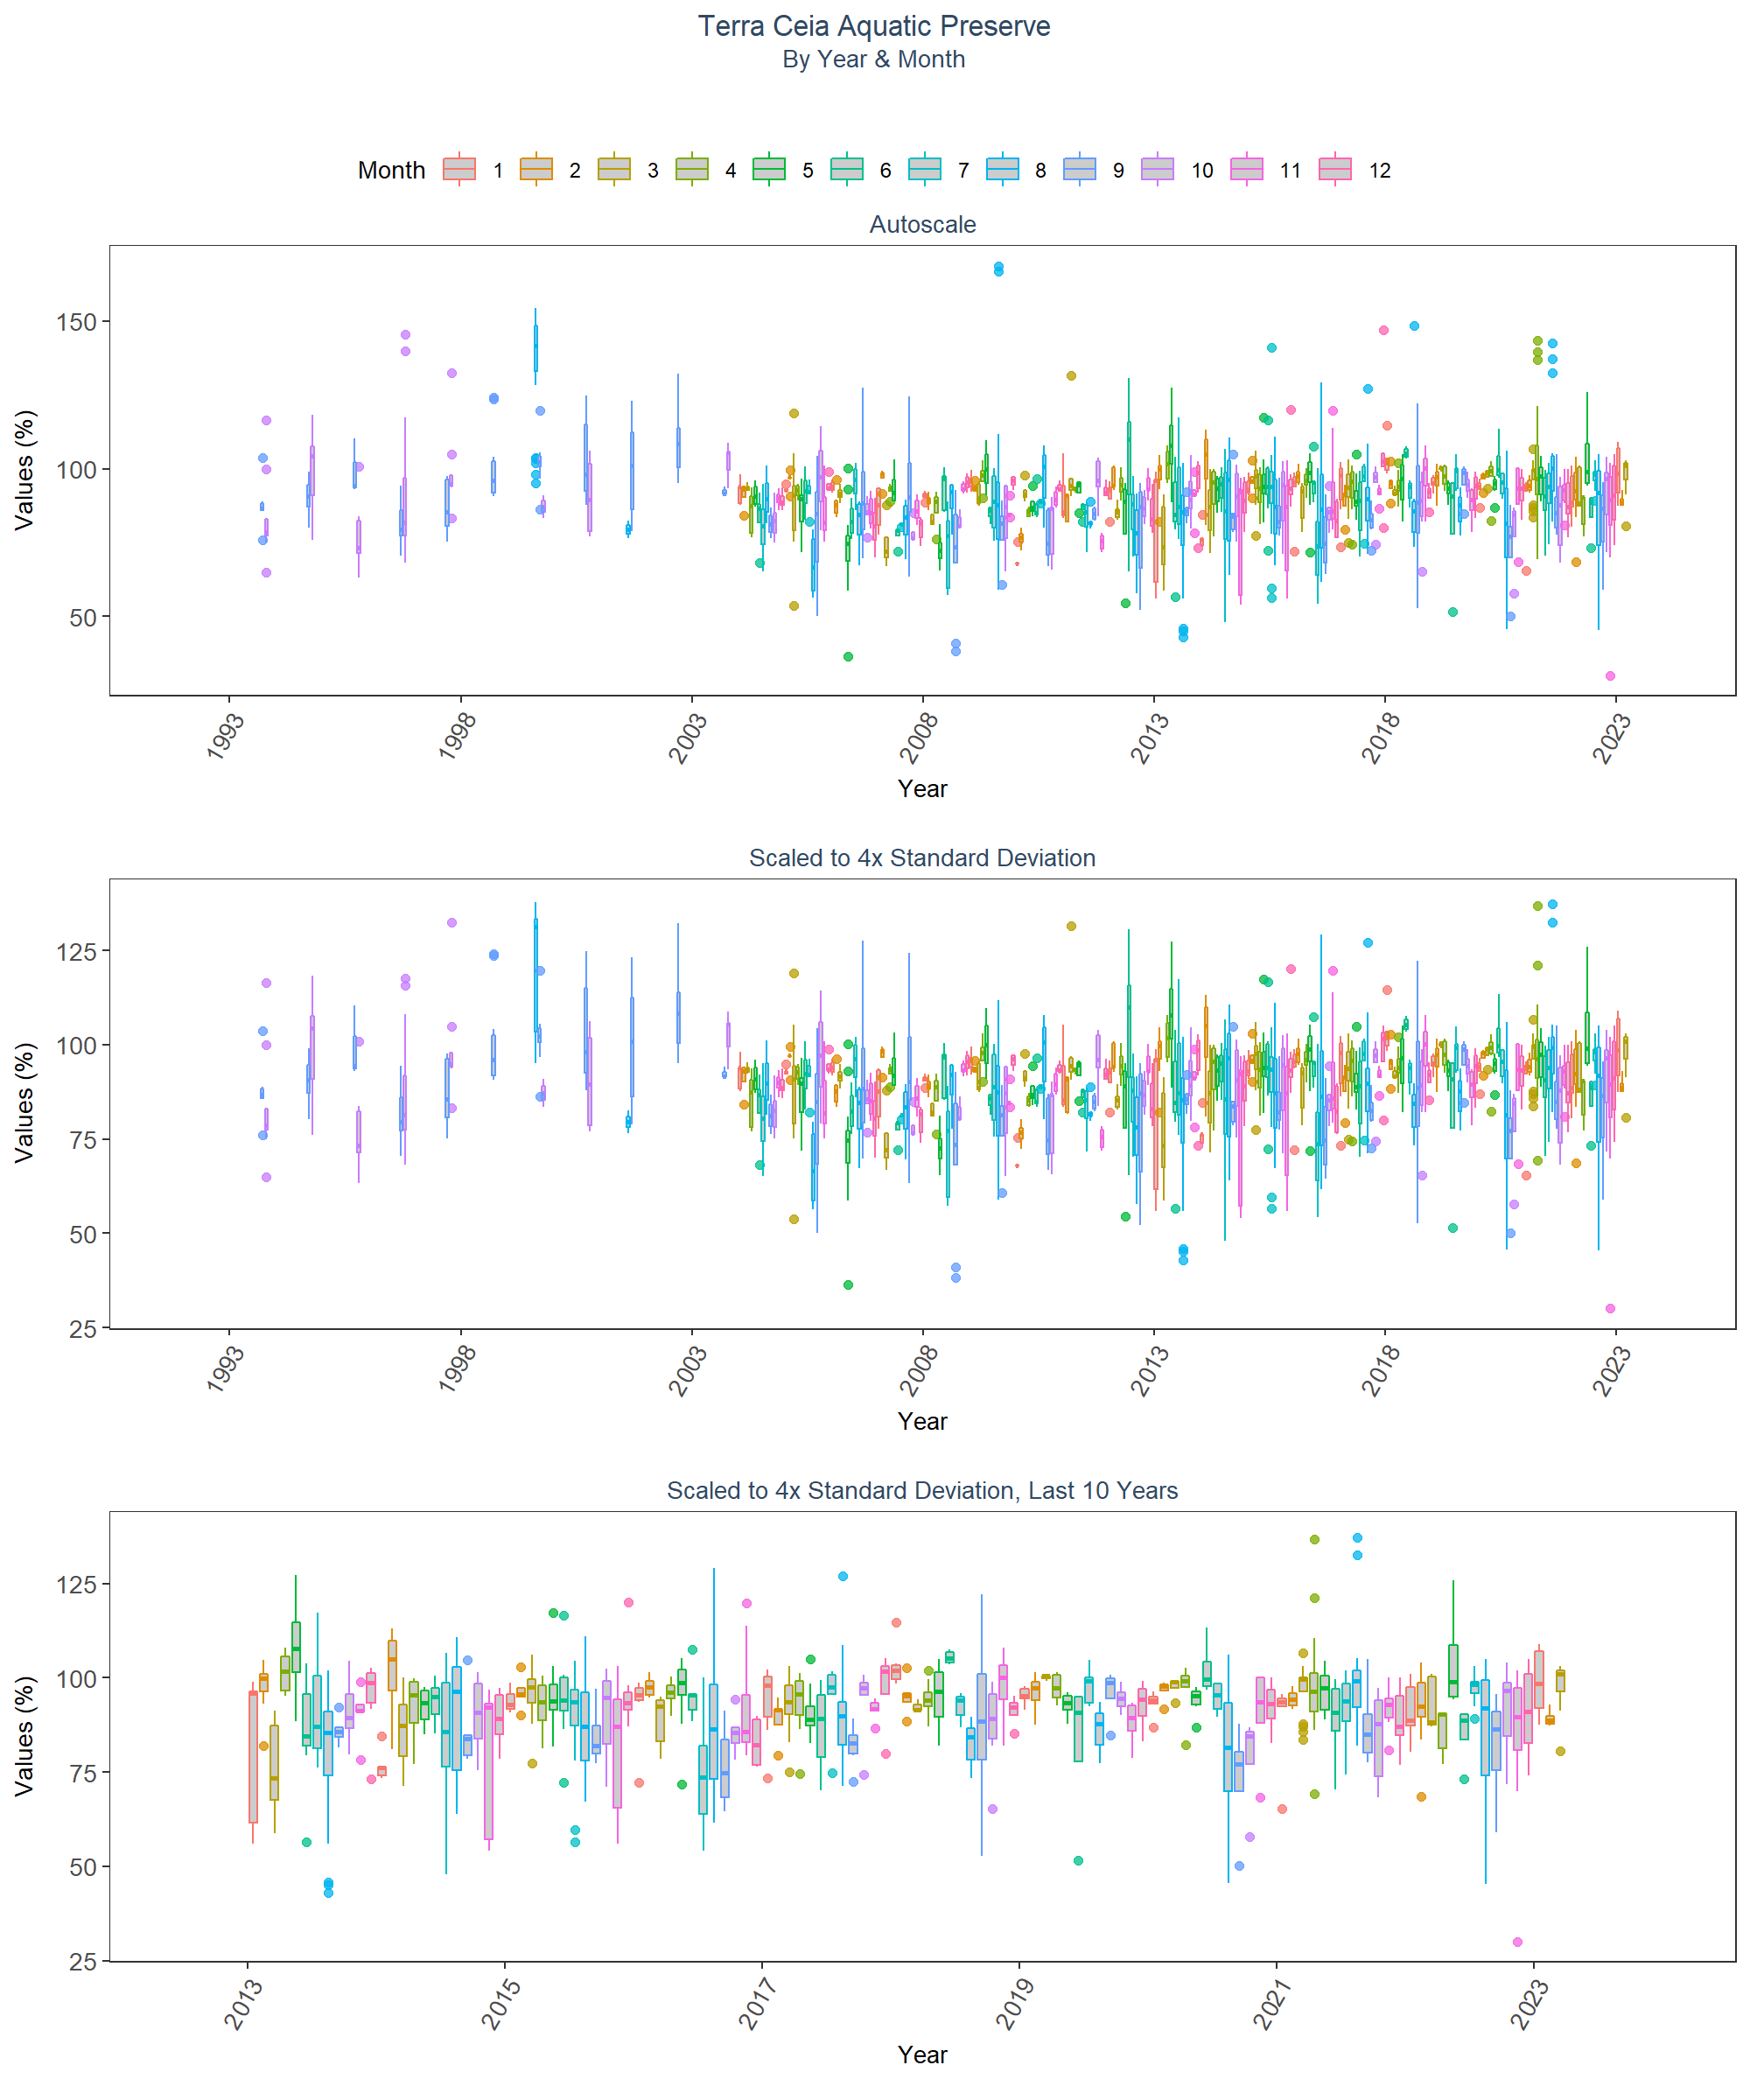 Terra Ceia Aquatic Preserve
By Year & Month
Month 1 2 3 4 5 6 7 8 9 10 11 12
Autoscale
Values (%)
150
100
50
1993 1998 2003 2008 2013 2018 2023
Year
Scaled to 4x Standard Deviation
Values (%)
125
100
75
50
25
1993 1998 2003 2008 2013 2018 2023
Year
Scaled to 4x Standard Deviation, Last 10 Years
Values (%)
125
100
75
50
25
2013 2015 2017 2019 2021 2023
Year